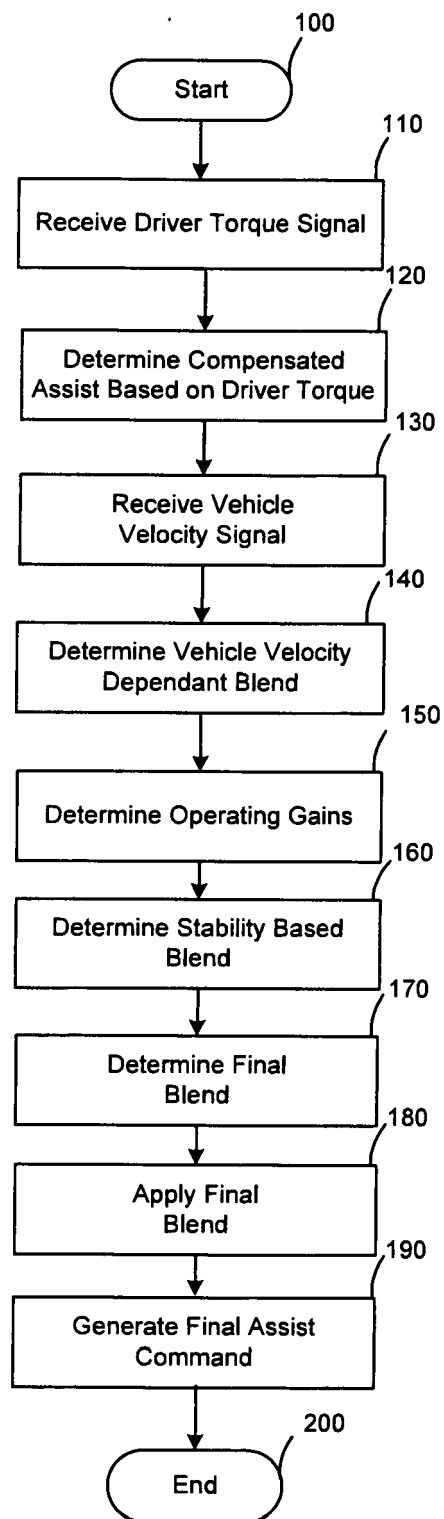 100
Start
110
Receive Driver Torque Signal
120
Determine Compensated
Assist Based on Driver Torque
130
Receive Vehicle
Velocity Signal
140
Determine Vehicle Velocity
Dependant Blend
150
Determine Operating Gains
160
Determine Stability Based
Blend
170
Determine Final
Blend
180
Apply Final
Blend
190
Generate Final Assist
Command
200
End